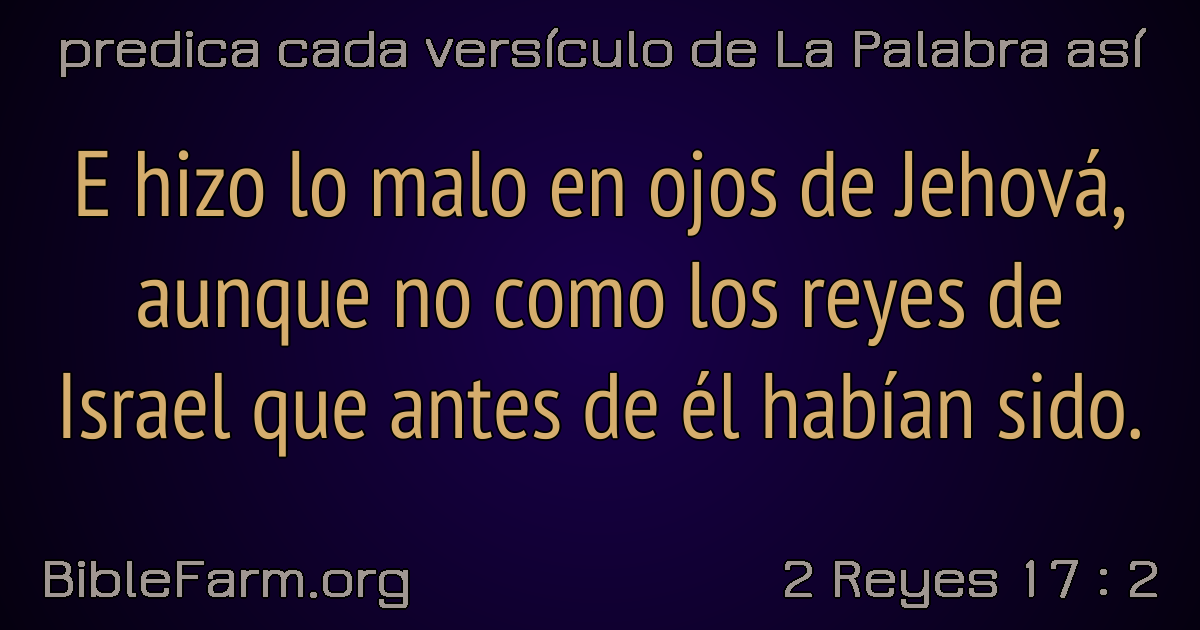 predica cada versículo de La Palabra así
E hizo lo malo en ojos de Jehová,
aunque no como los reyes de
Israel que antes de él habían sido.
BibleFarm.org
2 Reyes 17 : 2